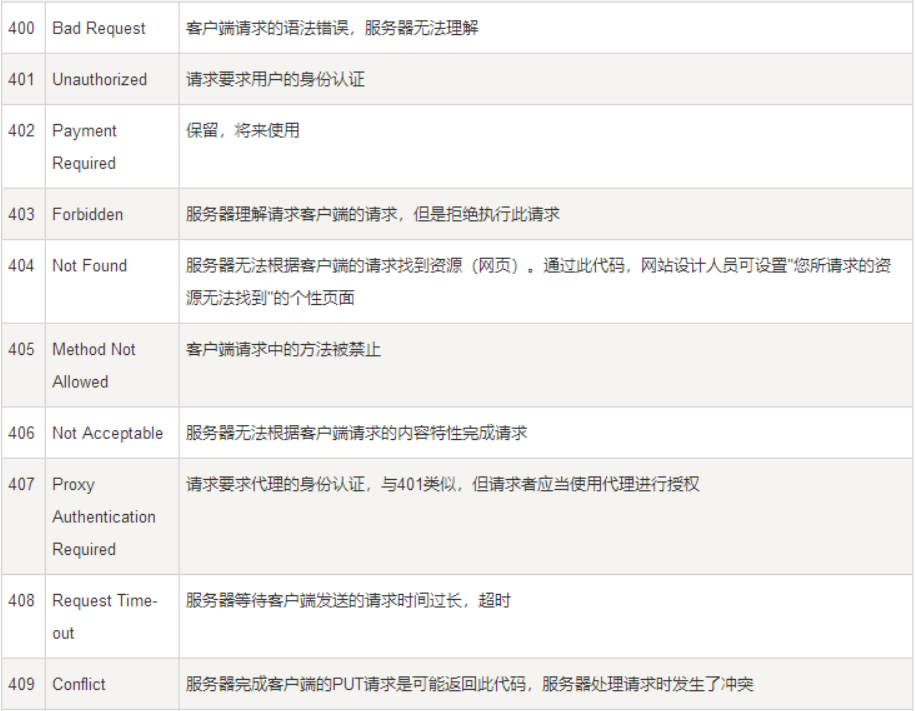 400 Bad Request 客户端请求的语法错误，服务器无法理解
401 Unauthorized 请求要求用户的身份认证
402 Payment 保留，将来使用
Required
403 Forbidden 服务器理解请求客户端的请求，但是拒绝执行此请求
404 Not Found 服务器无法根据客户端的请求找到资源（网页）。通过此代码，网站设计人员可设置"您所请求的资
源无法找到"的个性页面
405 Method Not 客户端请求中的方法被禁止
Allowed
406 Not Acceptable 服务器无法根据客户端请求的内容特性完成请求
407 Proxy 请求要求代理的身份认证，与401类似，但请求者应当使用代理进行授权
Authentication
Required
408 Request Time- 服务器等待客户端发送的请求时间过长，超时
out
409 Conflict 服务器完成客户端的PUT请求是可能返回此代码，服务器处理请求时发生了冲突